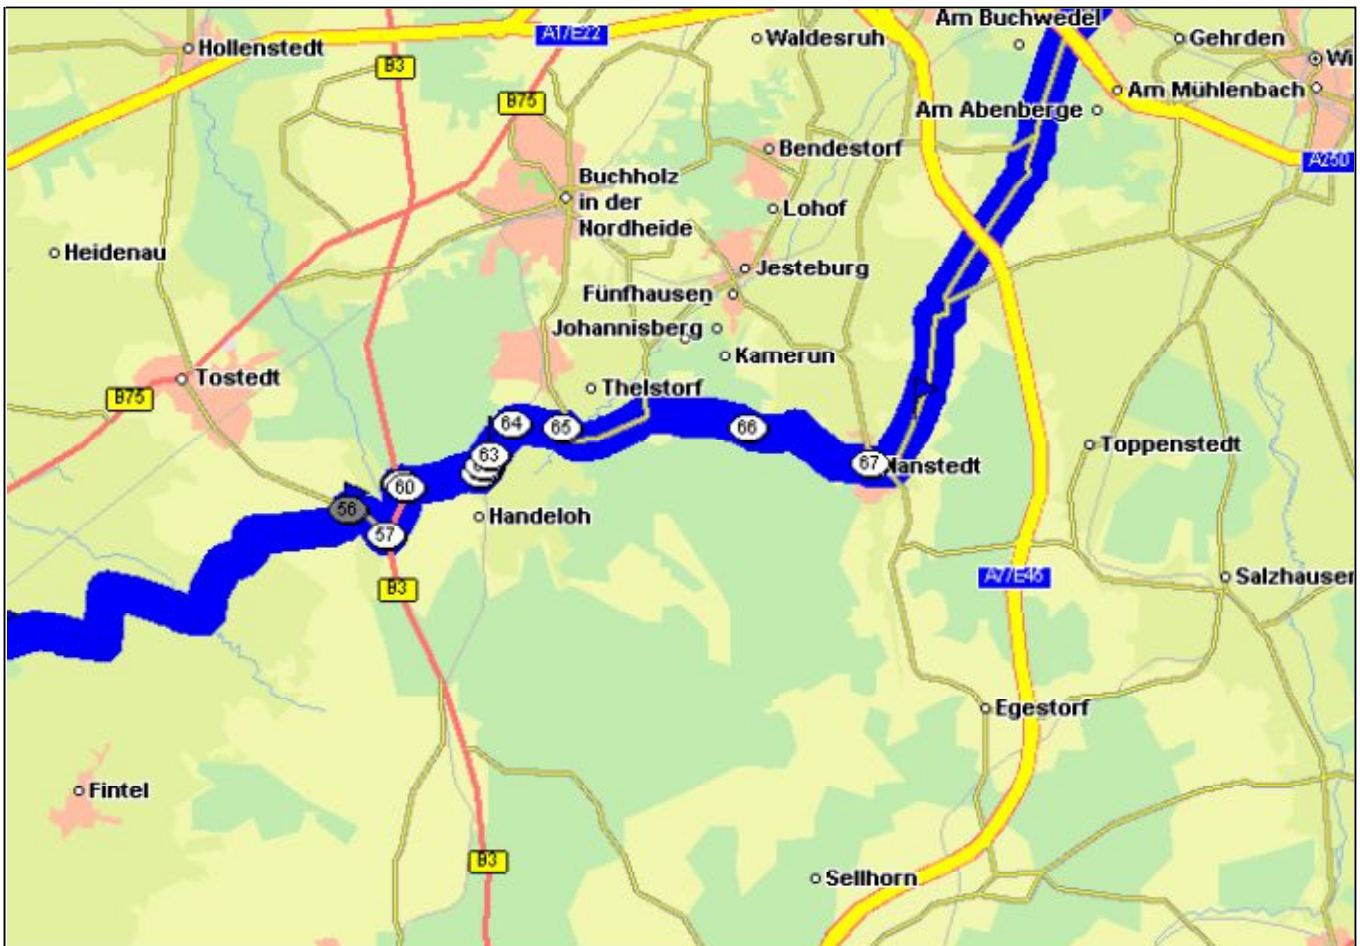 Am Buchwedel
Waldesruh
Gehrden
Hollenstedt
A1/E22
Wi
B3
Am Mühlenbach
B75
Am Abenberge
Bendestorf
A250
Buchholz
in der
Nordheide
Lohof
Heidenau
Jesteburg
Fünfhausen
Johannisberg
Kamerun
Tostedt
Thelstorf
B75
64
65
66
Toppenstedt
63
67
Hanstedt
60
56
Handeloh
57
A7/E45
Salzhausen
B3
Egestorf
Fintel
B3
Sellhorn